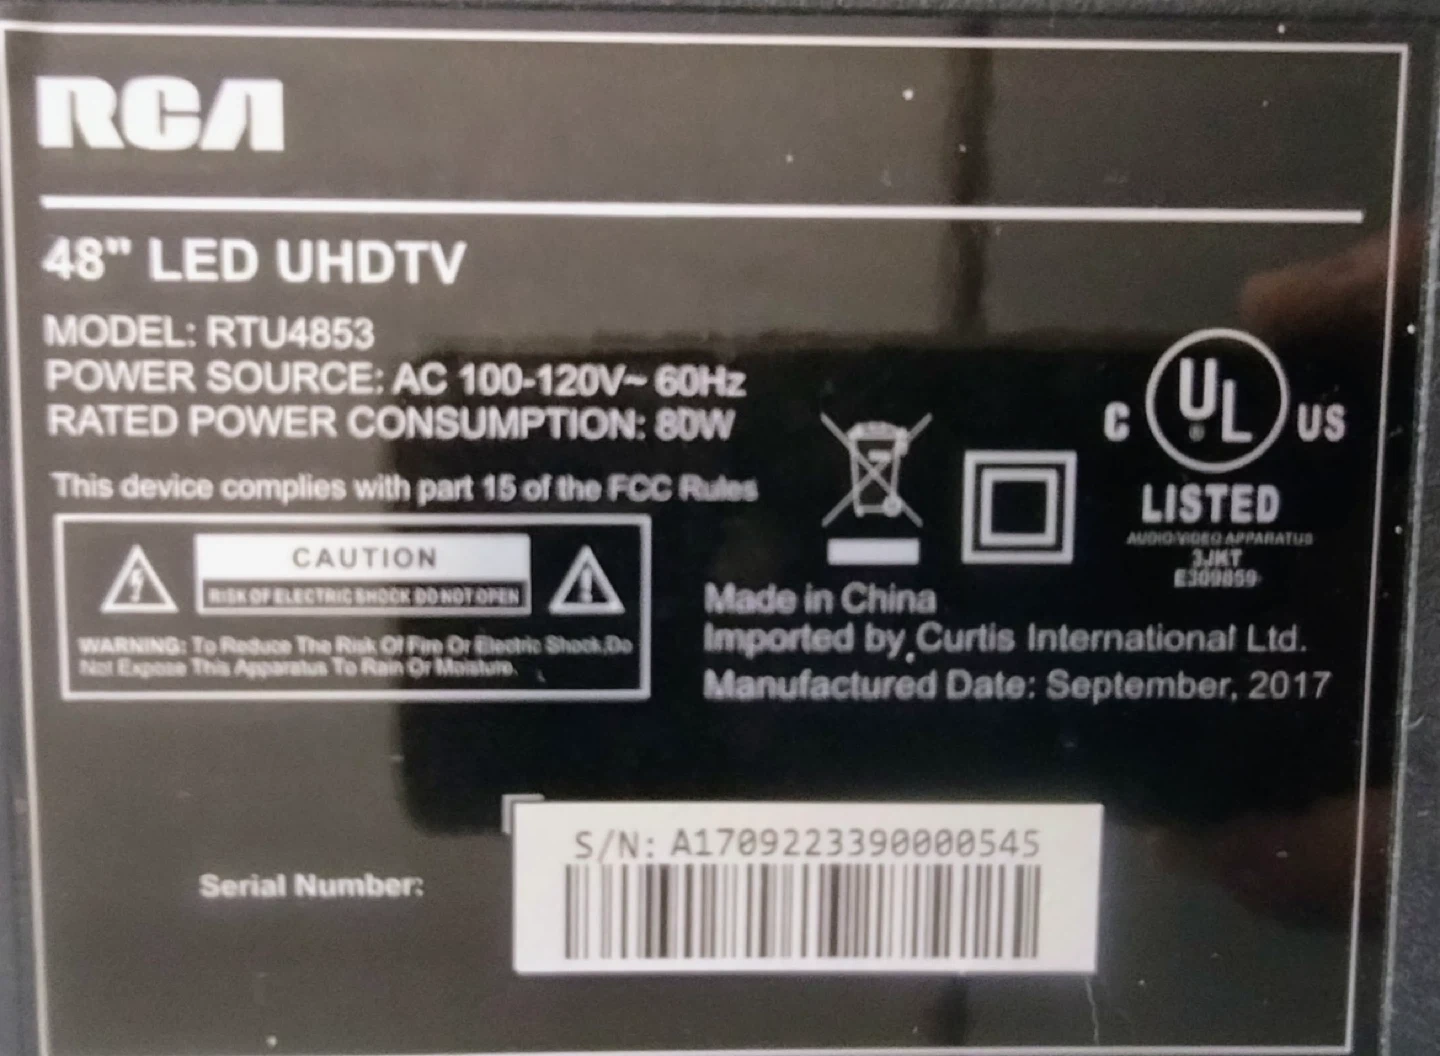 RCA
48" LED UHDTV
MODEL: RTU4853
POWER SOURCE: AC 100-120V~ 60Hz
RATED POWER CONSUMPTION: 80W
This device complies with part 15 of the FCC Rules
CAUTION
RISK OF ELECTRIC SHOCK DO NOT OPEN
WARNING: To Reduce The Risk Of Fire Or Electric Shock,Do
Not Expose This Apparatus To Rain Or Moisture.
C UL US
®
LISTED
AUDIO/VIDEO APPARATUS
3JKT
E309859
Made in China
Imported by Curtis International Ltd.
Manufactured Date: September, 2017
Serial Number:
S/N: A1709223390000545